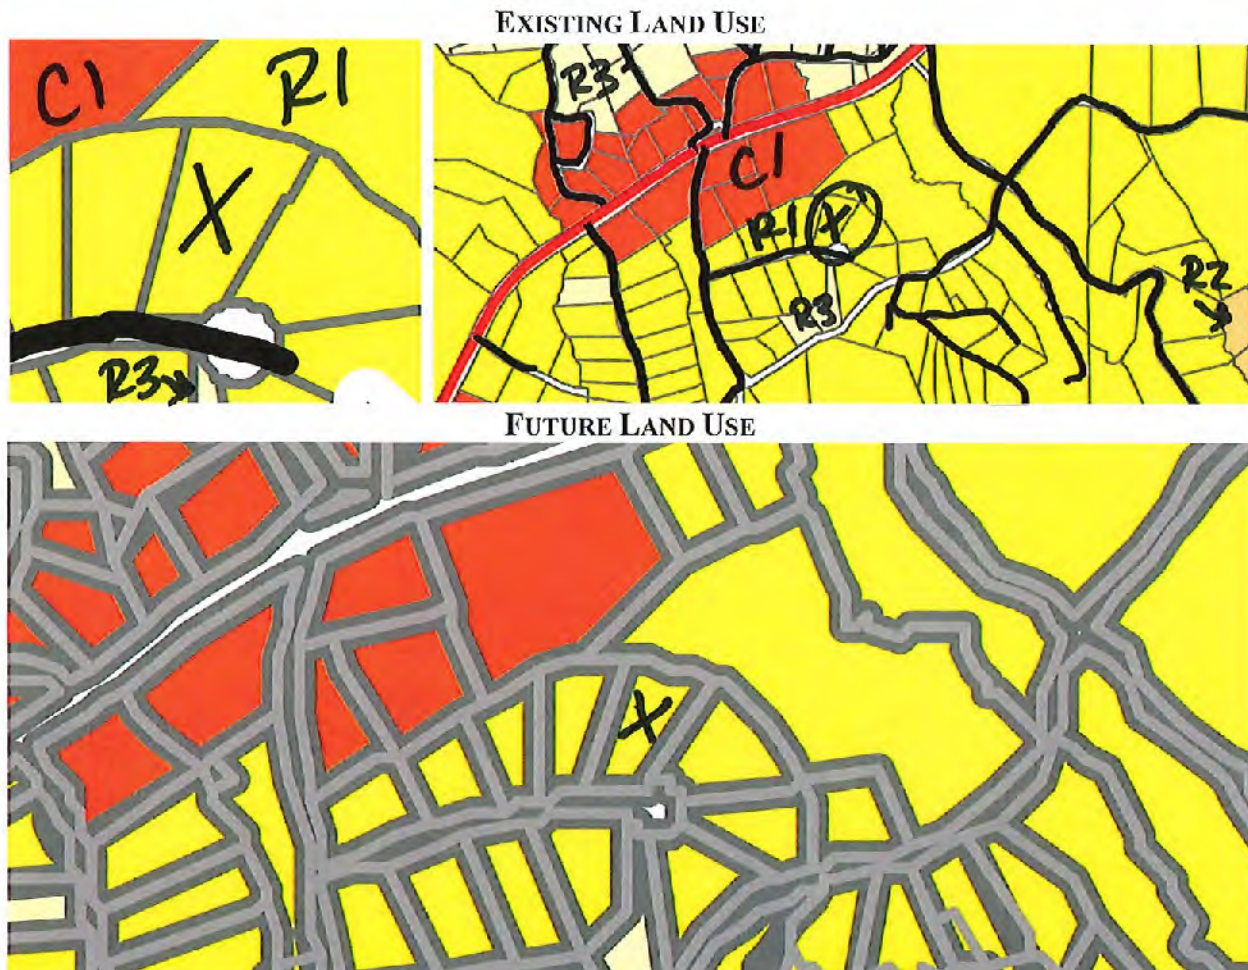 EXISTING LAND USE
C1
R1
X
R3
R3
C1
R1
X
R3
R2
FUTURE LAND USE
X